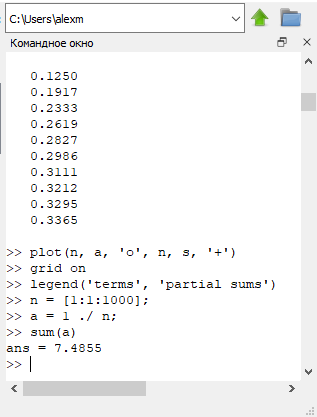 C:\Users\alexm
Командное окно
0.1250
0.1917
0.2333
0.2619
0.2827
0.2986
0.3111
0.3212
0.3295
0.3365
>> plot(n, a, 'o', n, s, '+')
>> grid on
>> legend('terms', 'partial sums')
>> n = [1:1:1000];
>> a = 1 ./ n;
>> sum(a)
ans = 7.4855
>>